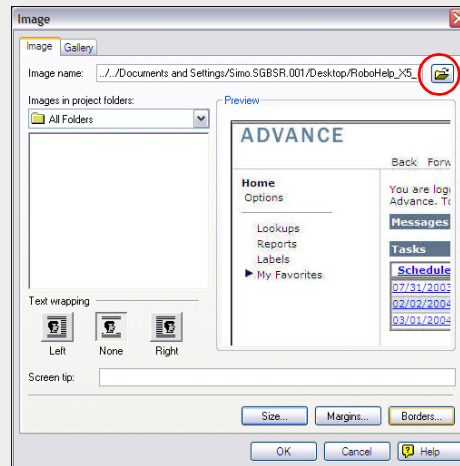 Image
Image Gallery
Image name: ../../Documents and Settings/Simo.SGBSR.001/Desktop/RoboHelp_X5_
Images in project folders:
All Folders
Preview
ADVANCE
Back Forw
Home
Options
Lookups
Reports
Labels
My Favorites
You are logg
Advance. To
Messages
Tasks
Schedule
07/31/2003
02/02/2004
03/01/2004
Text wrapping
Left None Right
Screen tip:
Size... Margins... Borders...
OK Cancel Help